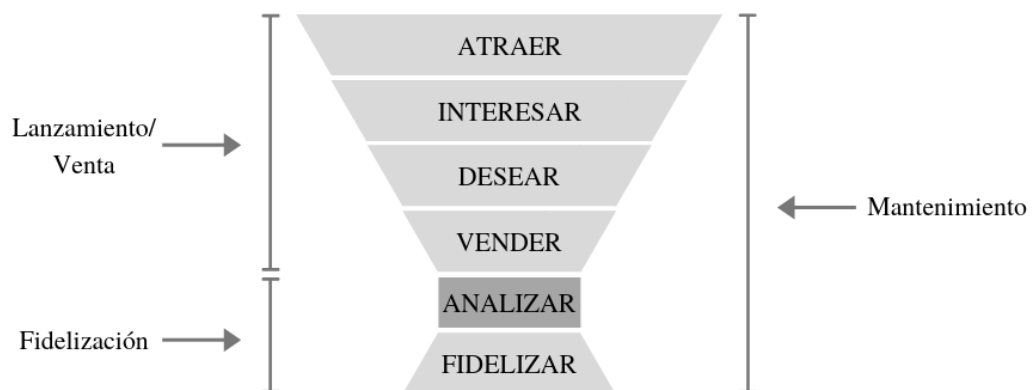 ATRAER
INTERESAR
Lanzamiento/
Venta
DESEAR
Mantenimiento
VENDER
ANALIZAR
Fidelización
FIDELIZAR